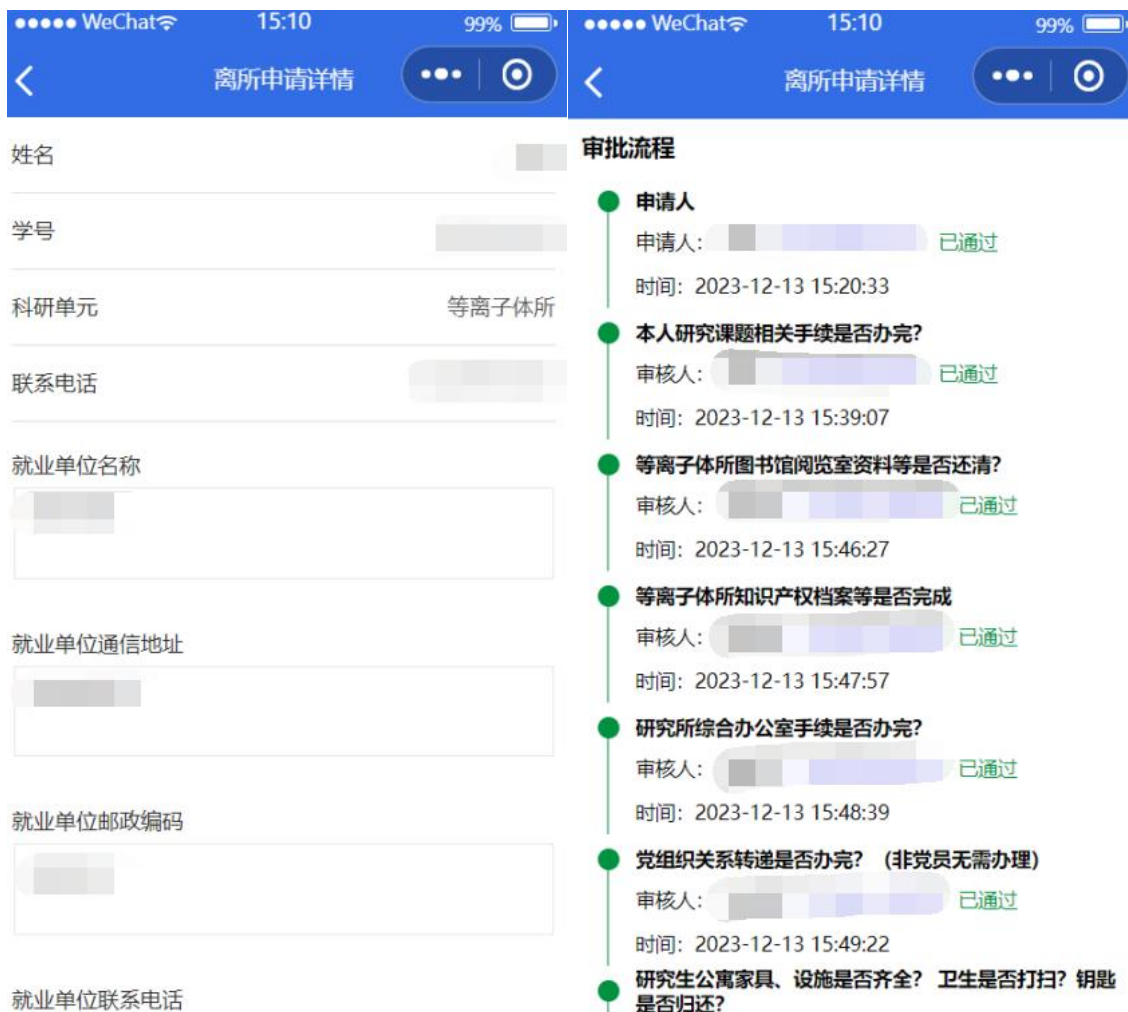 WeChat 15:10 99%
离所申请详情
姓名
学号
科研单元 等离子体所
联系电话
就业单位名称
就业单位通信地址
就业单位邮政编码
就业单位联系电话
WeChat 15:10 99%
离所申请详情
审批流程
申请人
申请人: 已通过
时间: 2023-12-13 15:20:33
本人研究课题相关手续是否办完?
审核人: 已通过
时间: 2023-12-13 15:39:07
等离子体所图书馆阅览室资料等是否还清?
审核人: 已通过
时间: 2023-12-13 15:46:27
等离子体所知识产权档案等是否完成
审核人: 已通过
时间: 2023-12-13 15:47:57
研究所综合办公室手续是否办完?
审核人: 已通过
时间: 2023-12-13 15:48:39
党组织关系转递是否办完? (非党员无需办理)
审核人: 已通过
时间: 2023-12-13 15:49:22
研究生公寓家具、设施是否齐全? 卫生是否打扫? 钥匙
是否归还?